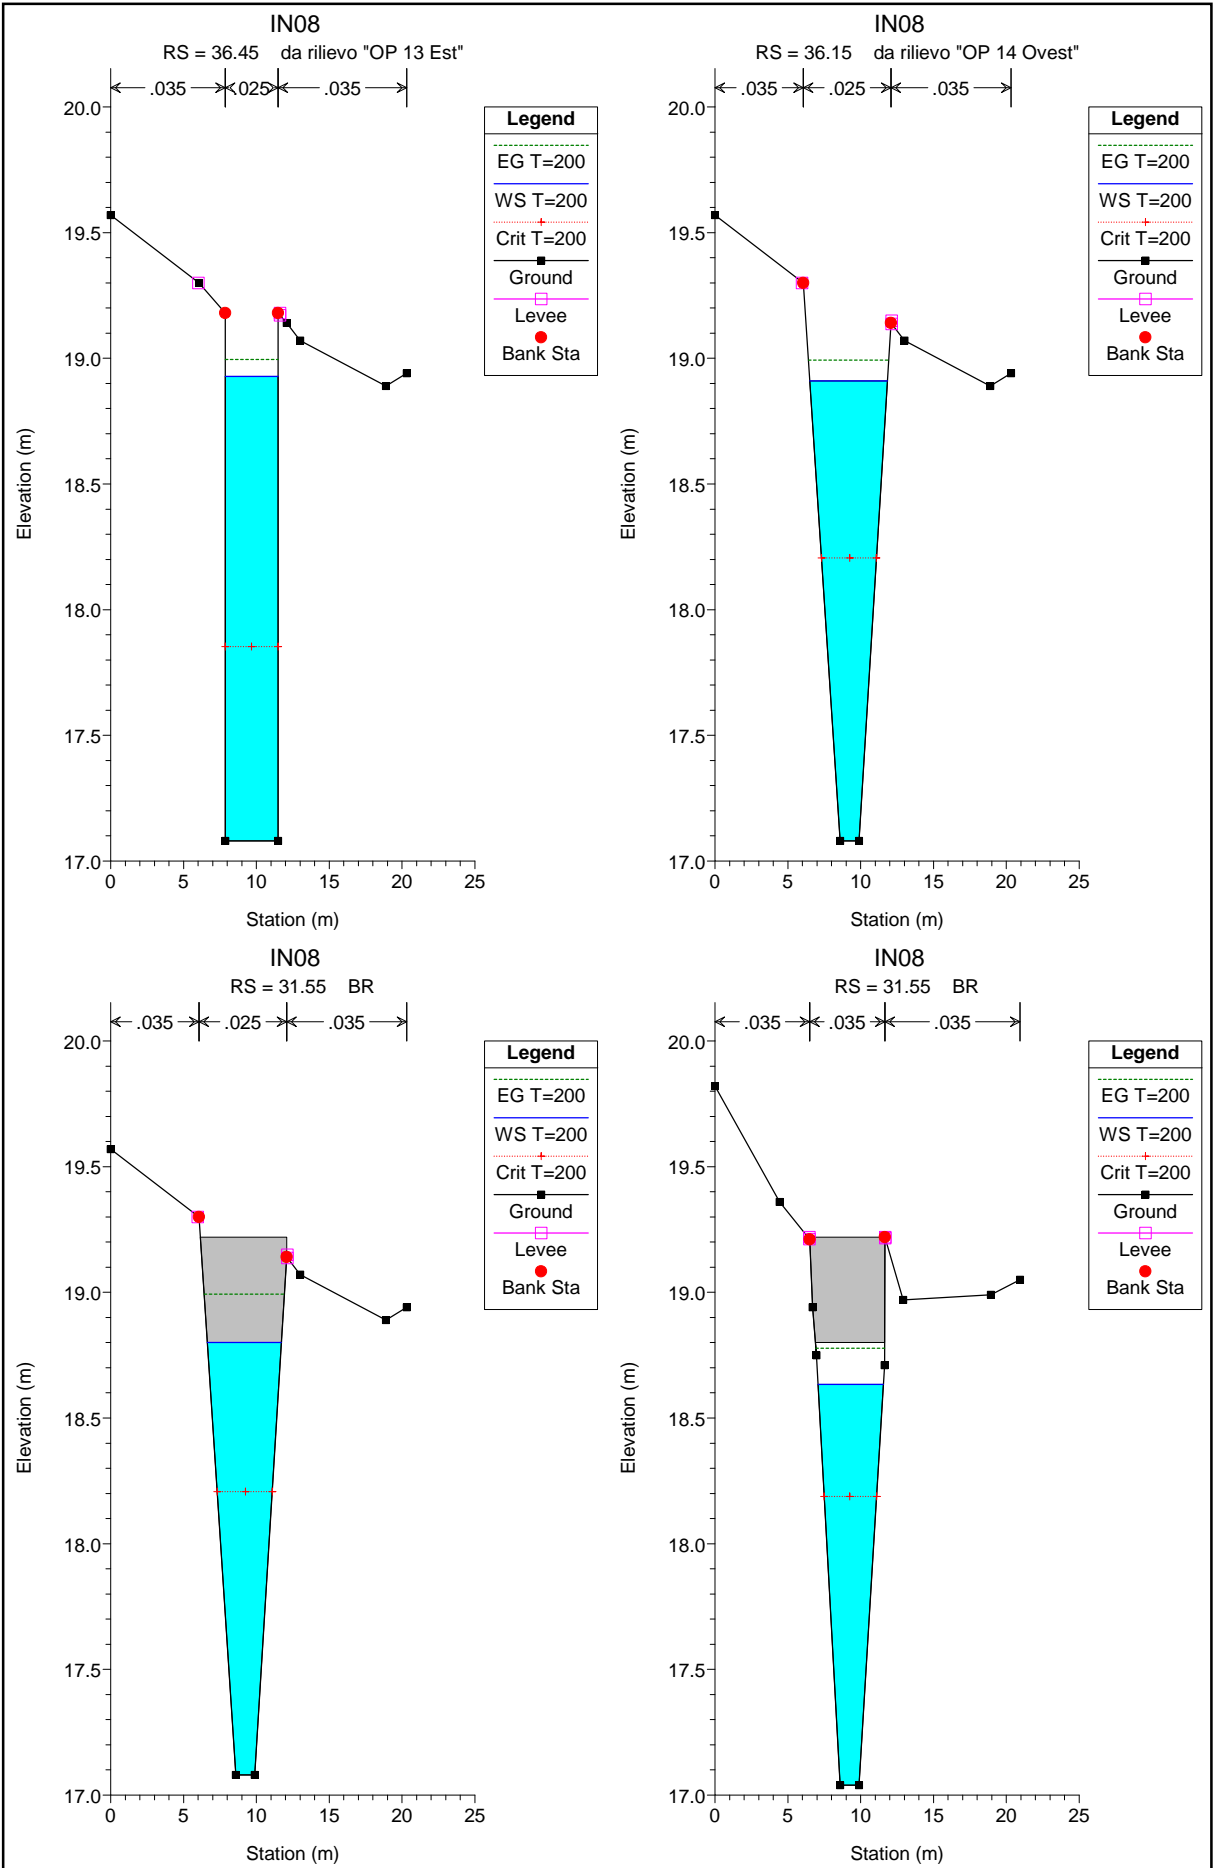 IN08
RS = 36.45 da rilievo "OP 13 Est"
.035 .025 .035
20.0
19.5
19.0
18.5
18.0
17.5
17.0
Elevation (m)
0 5 10 15 20 25
Station (m)
Legend
EG T=200
WS T=200
Crit T=200
Ground
Levee
Bank Sta
IN08
RS = 36.15 da rilievo "OP 14 Ovest"
.035 .025 .035
20.0
19.5
19.0
18.5
18.0
17.5
17.0
Elevation (m)
0 5 10 15 20 25
Station (m)
Legend
EG T=200
WS T=200
Crit T=200
Ground
Levee
Bank Sta
IN08
RS = 31.55 BR
.035 .025 .035
20.0
19.5
19.0
18.5
18.0
17.5
17.0
Elevation (m)
0 5 10 15 20 25
Station (m)
Legend
EG T=200
WS T=200
Crit T=200
Ground
Levee
Bank Sta
IN08
RS = 31.55 BR
.035 .035 .035
20.0
19.5
19.0
18.5
18.0
17.5
17.0
Elevation (m)
0 5 10 15 20 25
Station (m)
Legend
EG T=200
WS T=200
Crit T=200
Ground
Levee
Bank Sta